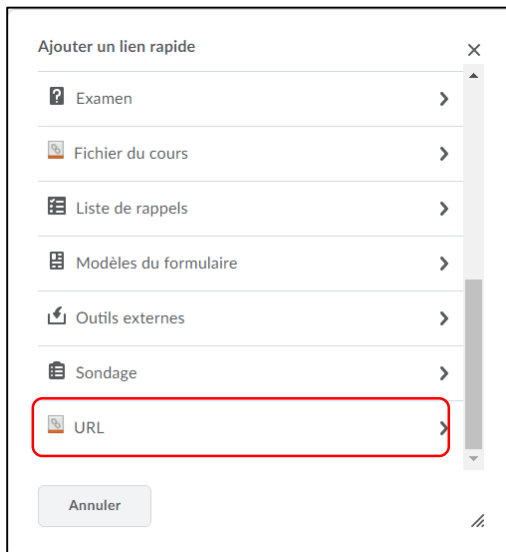 Ajouter un lien rapide
Examen
Fichier du cours
Liste de rappels
Modèles du formulaire
Outils externes
Sondage
URL
Annuler